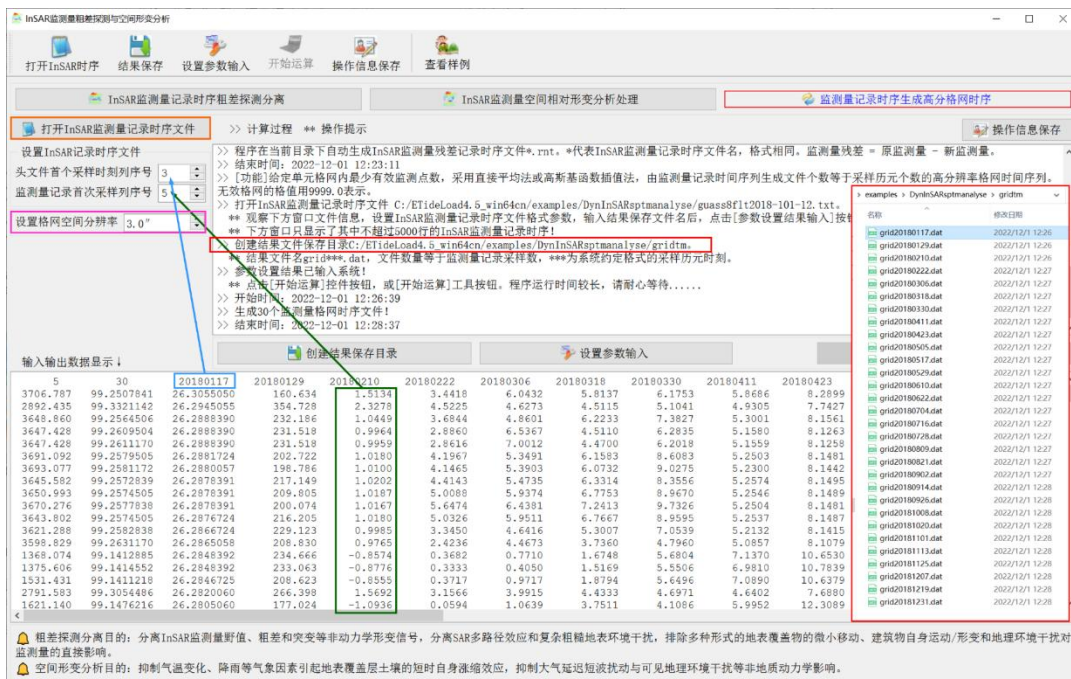 InSAR监测量粗差探测与空间形变分析
打开InSAR时序 结果保存 设置参数输入 开始运算 操作信息保存 查看样例
InSAR监测量记录时序粗差探测分离 InSAR监测量空间相对形变分析处理 监测量记录时序生成高分格网时序
打开InSAR监测量记录时序文件 >> 计算过程 ** 操作提示 操作信息保存
设置InSAR记录时序文件
头文件首个采样时刻列序号 3
监测量记录首次采样列序号 5
设置格网空间分辨率 3.0"
>> 程序在当前目录下自动生成InSAR监测量残差记录时序文件*.rnt。*代表InSAR监测量记录时序文件名，格式相同。监测量残差 = 原监测量 - 新监测量。
>> 结束时间：2022-12-01 12:23:11
>> [功能]给定单元格网内最少有效监测点数，采用直接平均法或高斯基函数插值法，由监测量记录时间序列生成文件个数等于采样历元个数的高分辨率格网时间序列。
无效格网的格值用9999.0表示。
>> 打开InSAR监测量记录时序文件 C:/ETideLoad4.5_win64cn/examples/DynInSARsptmanalyse/guass8flt2018-101-12.txt。
** 观察下方窗口文件信息，设置InSAR监测量记录时序文件格式参数，输入结果保存文件名后，点击[参数设置结果输入]按
** 下方窗口只显示了其中不超过5000行的InSAR监测量记录时序！
>> 创建结果文件保存目录C:/ETideLoad4.5_win64cn/examples/DynInSARsptmanalyse/gridtm。
** 结果文件名grid***.dat，文件数量等于监测量记录采样数，***为系统约定格式的采样历元时刻。
>> 参数设置结果已输入系统！
** 点击[开始运算]控件按钮，或[开始运算]工具按钮。程序运行时间较长，请耐心等待......
>> 开始时间：2022-12-01 12:26:39
>> 生成30个监测量格网时序文件！
>> 结束时间：2022-12-01 12:28:37
创建结果保存目录 设置参数输入
输入输出数据显示↓
5 30 20180117 20180129 20180210 20180222 20180306 20180318 20180330 20180411 20180423
3706.787 99.2507841 26.3055050 160.634 1.5134 3.4418 6.0432 5.8137 6.1753 5.8686 8.2899
2892.435 99.3321142 26.2945055 354.728 2.3278 4.5225 4.6273 4.5115 5.1041 4.9305 7.7427
3648.860 99.2564506 26.2888390 232.186 1.0449 3.6844 4.8601 6.2233 7.3827 5.3001 8.1561
3647.428 99.2609504 26.2888390 231.518 0.9964 2.8860 6.5367 4.5110 6.2835 5.1580 8.1263
3647.428 99.2611170 26.2888390 231.518 0.9959 2.8616 7.0012 4.4700 6.2018 5.1559 8.1258
3691.092 99.2579505 26.2881724 202.722 1.0180 4.1967 5.3491 6.1583 8.6083 5.2503 8.1481
3693.077 99.2581172 26.2880057 198.786 1.0100 4.1465 5.3903 6.0732 9.0275 5.2300 8.1442
3645.582 99.2572839 26.2878391 217.149 1.0202 4.4143 5.4735 6.3314 8.3556 5.2574 8.1495
3650.993 99.2574505 26.2878391 209.805 1.0187 5.0088 5.9374 6.7753 8.9670 5.2546 8.1489
3670.276 99.2577838 26.2878391 200.074 1.0167 5.6474 6.4381 7.2413 9.7326 5.2504 8.1481
3643.802 99.2574505 26.2876724 216.205 1.0180 5.0326 5.9511 6.7667 8.9595 5.2537 8.1487
3621.288 99.2582838 26.2866724 229.123 0.9985 3.3450 4.6416 5.3007 7.0539 5.2132 8.1415
3598.829 99.2631170 26.2865058 208.830 0.9765 2.4236 4.4673 3.7360 4.7960 5.0857 8.1079
1368.074 99.1412885 26.2848392 234.666 -0.8574 0.3682 0.7710 1.6748 5.6804 7.1370 10.6530
1375.606 99.1414552 26.2848392 233.063 -0.8776 0.3333 0.4050 1.5169 5.5506 6.9810 10.7839
1531.431 99.1411218 26.2846725 208.623 -0.8555 0.3717 0.9717 1.8794 5.6496 7.0890 10.6379
2791.583 99.3054486 26.2820060 266.398 1.5692 3.1566 3.9915 4.4333 4.6971 4.6402 7.6880
1621.140 99.1476216 26.2805060 177.024 -1.0936 0.0594 1.0639 3.7511 4.1086 5.9952 12.3089
> examples > DynInSARsptmanalyse > gridtm
名称 修改日期
grid20180117.dat 2022/12/1 12:26
grid20180129.dat 2022/12/1 12:26
grid20180210.dat 2022/12/1 12:26
grid20180222.dat 2022/12/1 12:27
grid20180306.dat 2022/12/1 12:27
grid20180318.dat 2022/12/1 12:27
grid20180330.dat 2022/12/1 12:27
grid20180411.dat 2022/12/1 12:27
grid20180423.dat 2022/12/1 12:27
grid20180505.dat 2022/12/1 12:27
grid20180517.dat 2022/12/1 12:27
grid20180529.dat 2022/12/1 12:27
grid20180610.dat 2022/12/1 12:27
grid20180622.dat 2022/12/1 12:27
grid20180704.dat 2022/12/1 12:27
grid20180716.dat 2022/12/1 12:27
grid20180728.dat 2022/12/1 12:27
grid20180809.dat 2022/12/1 12:27
grid20180821.dat 2022/12/1 12:27
grid20180902.dat 2022/12/1 12:27
grid20180914.dat 2022/12/1 12:28
grid20180926.dat 2022/12/1 12:28
grid20181008.dat 2022/12/1 12:28
grid20181020.dat 2022/12/1 12:28
grid20181101.dat 2022/12/1 12:28
grid20181113.dat 2022/12/1 12:28
grid20181125.dat 2022/12/1 12:28
grid20181207.dat 2022/12/1 12:28
grid20181219.dat 2022/12/1 12:28
grid20181231.dat 2022/12/1 12:28
粗差探测分离目的：分离InSAR监测量野值、粗差和突变等非动力学形变信号，分离SAR多路径效应和复杂粗糙地表环境干扰，排除多种形式的地表覆盖物的微小移动、建筑物自身运动/形变和地理环境干扰对
监测量的直接影响。
空间形变分析目的：抑制气温变化、降雨等气象因素引起地表覆盖层土壤的短时自身涨缩效应，抑制大气延迟短波扰动与可见地理环境干扰等非地质动力学影响。